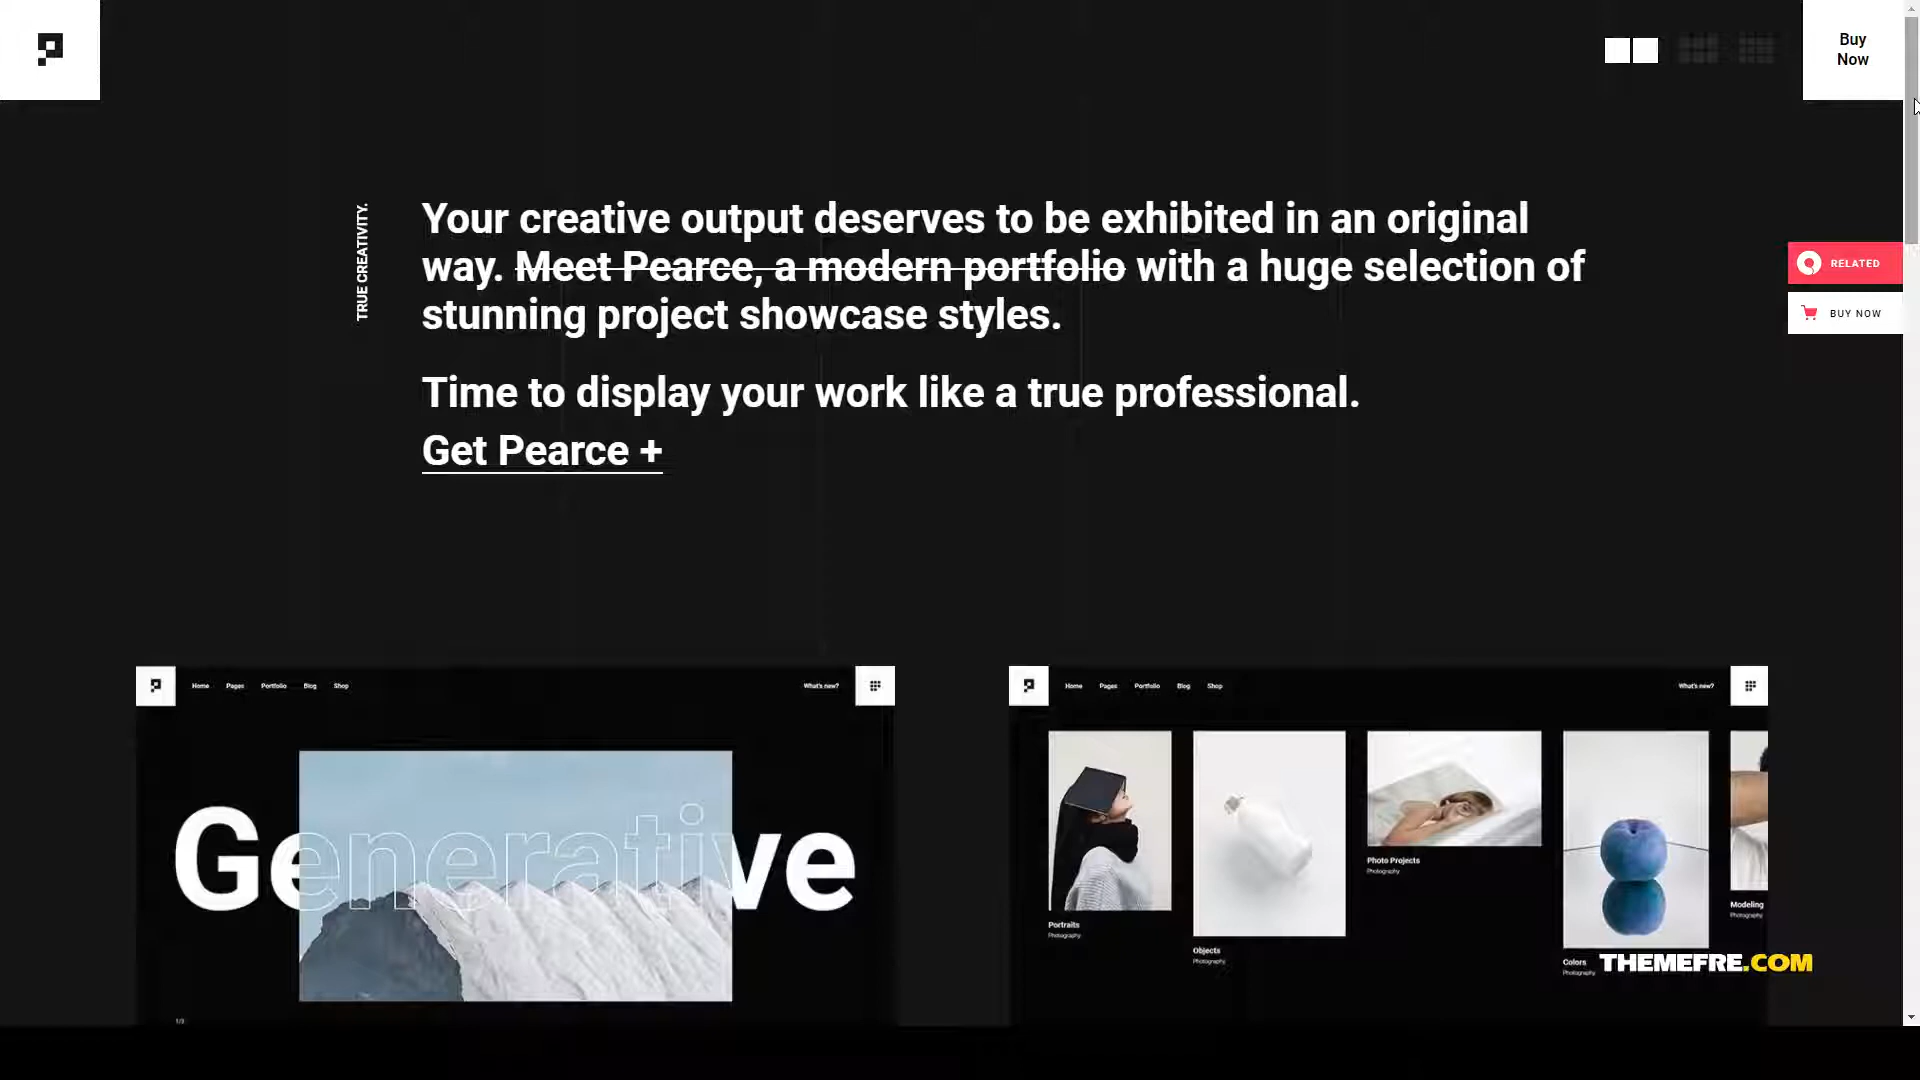 Buy
Now
TRUE CREATIVITY.
Your creative output deserves to be exhibited in an original
way. Meet Pearce, a modern portfolio with a huge selection of
stunning project showcase styles.
Time to display your work like a true professional.
Get Pearce +
RELATED
BUY NOW
Home Pages Portfolio Blog Shop What's new?
Generative
1/3
Home Pages Portfolio Blog Shop What's new?
Portraits
Photography
Objects
Photography
Photo Projects
Photography
Colors
Photography
Modeling
Photography
THEMEFRE.COM